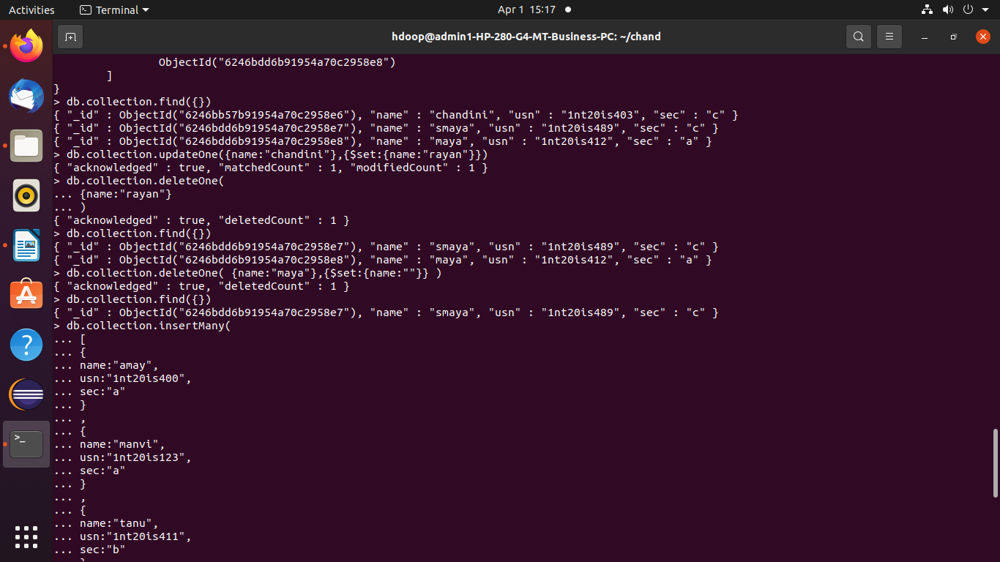 Activities Terminal Apr 1 15:17
hdoop@admin1-HP-280-G4-MT-Business-PC: ~/chand
                ObjectId("6246bdd6b91954a70c2958e8")
        ]
}
> db.collection.find({})
{ "_id" : ObjectId("6246bb57b91954a70c2958e6"), "name" : "chandini", "usn" : "1nt20is403", "sec" : "c" }
{ "_id" : ObjectId("6246bdd6b91954a70c2958e7"), "name" : "smaya", "usn" : "1nt20is489", "sec" : "c" }
{ "_id" : ObjectId("6246bdd6b91954a70c2958e8"), "name" : "maya", "usn" : "1nt20is412", "sec" : "a" }
> db.collection.updateOne({name:"chandini"},{$set:{name:"rayan"}})
{ "acknowledged" : true, "matchedCount" : 1, "modifiedCount" : 1 }
> db.collection.deleteOne(
... {name:"rayan"}
... )
{ "acknowledged" : true, "deletedCount" : 1 }
> db.collection.find({})
{ "_id" : ObjectId("6246bdd6b91954a70c2958e7"), "name" : "smaya", "usn" : "1nt20is489", "sec" : "c" }
{ "_id" : ObjectId("6246bdd6b91954a70c2958e8"), "name" : "maya", "usn" : "1nt20is412", "sec" : "a" }
> db.collection.deleteOne( {name:"maya"},{$set:{name:""}} )
{ "acknowledged" : true, "deletedCount" : 1 }
> db.collection.find({})
{ "_id" : ObjectId("6246bdd6b91954a70c2958e7"), "name" : "smaya", "usn" : "1nt20is489", "sec" : "c" }
> db.collection.insertMany(
... [
... {
... name:"amay",
... usn:"1nt20is400",
... sec:"a"
... }
... ,
... {
... name:"manvi",
... usn:"1nt20is123",
... sec:"a"
... }
... ,
... {
... name:"tanu",
... usn:"1nt20is411",
... sec:"b"
... }